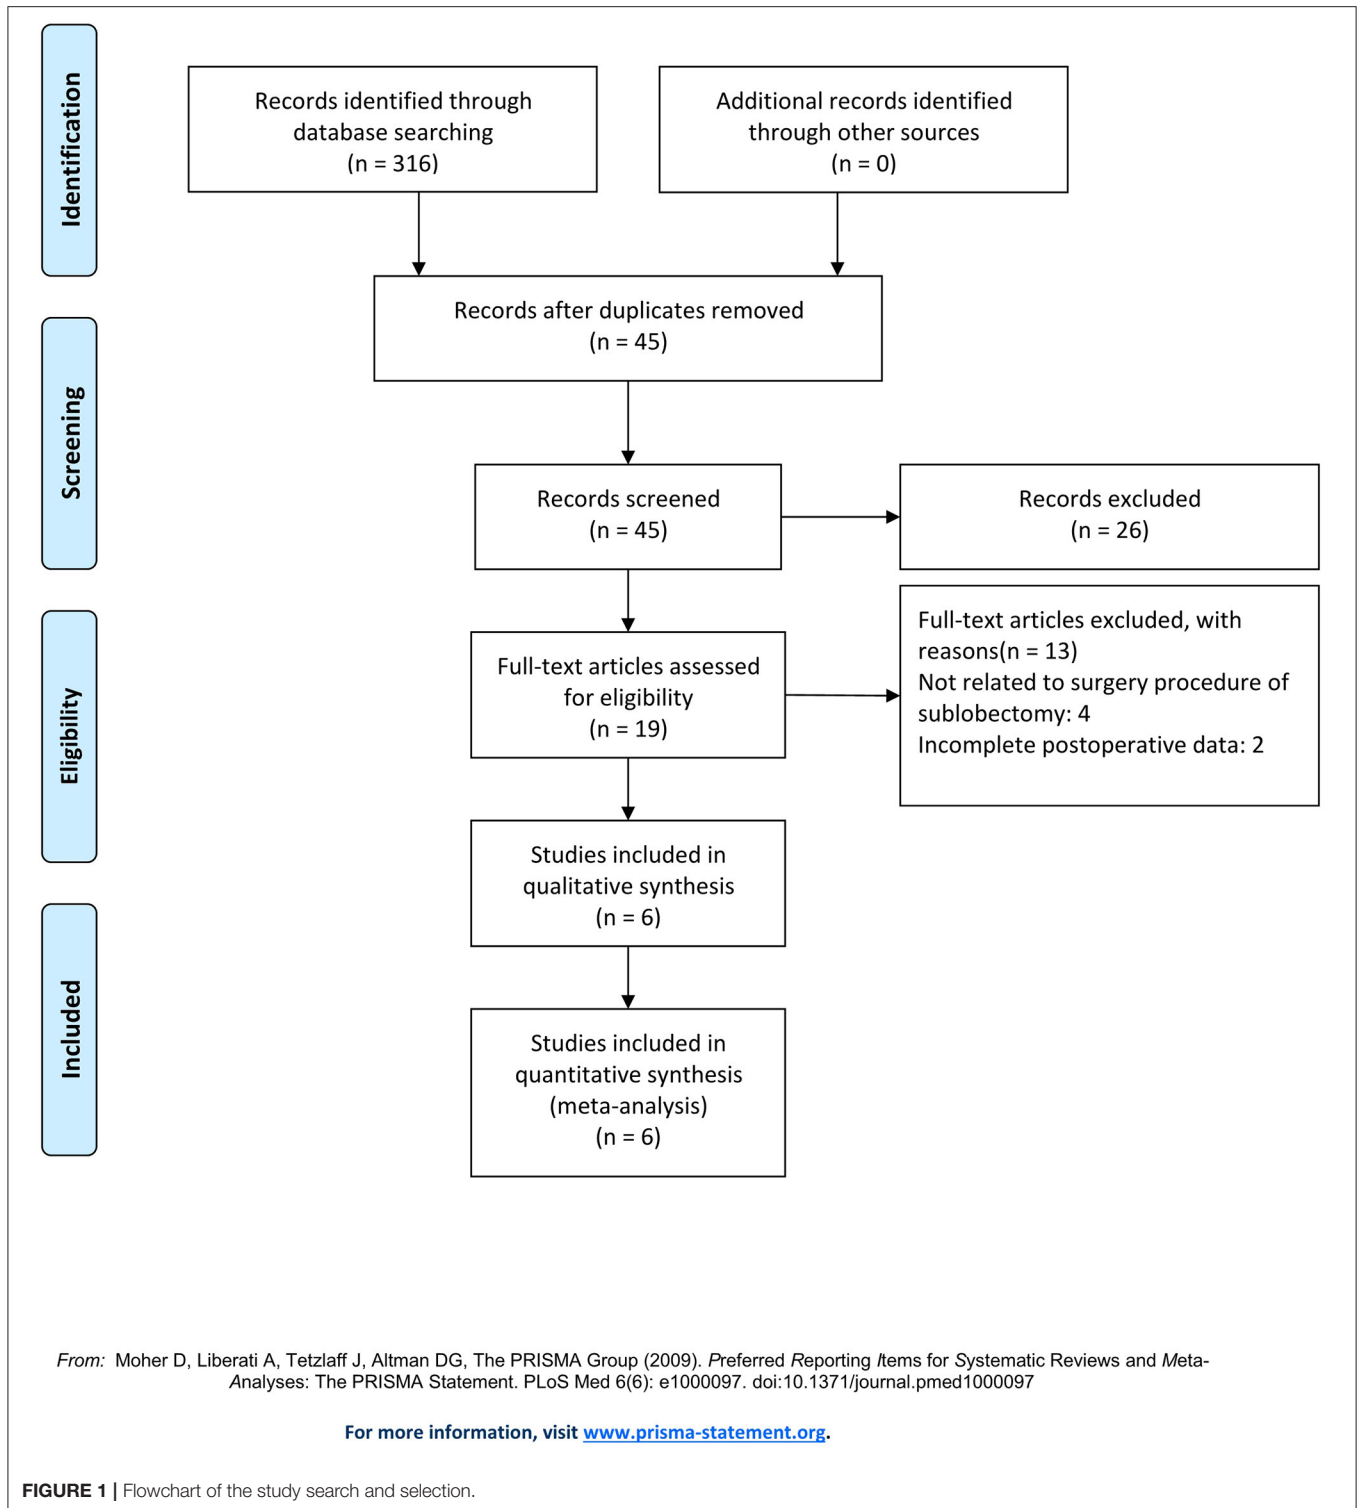 Identification
Records identified through
database searching
(n = 316)
Additional records identified
through other sources
(n = 0)
Records after duplicates removed
(n = 45)
Screening
Records screened
(n = 45)
Records excluded
(n = 26)
Eligibility
Full-text articles assessed
for eligibility
(n = 19)
Full-text articles excluded, with
reasons(n = 13)
Not related to surgery procedure of
sublobectomy: 4
Incomplete postoperative data: 2
Studies included in
qualitative synthesis
(n = 6)
Included
Studies included in
quantitative synthesis
(meta-analysis)
(n = 6)
From: Moher D, Liberati A, Tetzlaff J, Altman DG, The PRISMA Group (2009). Preferred Reporting Items for Systematic Reviews and Meta-
Analyses: The PRISMA Statement. PLoS Med 6(6): e1000097. doi:10.1371/journal.pmed1000097
For more information, visit www.prisma-statement.org.
FIGURE 1 | Flowchart of the study search and selection.